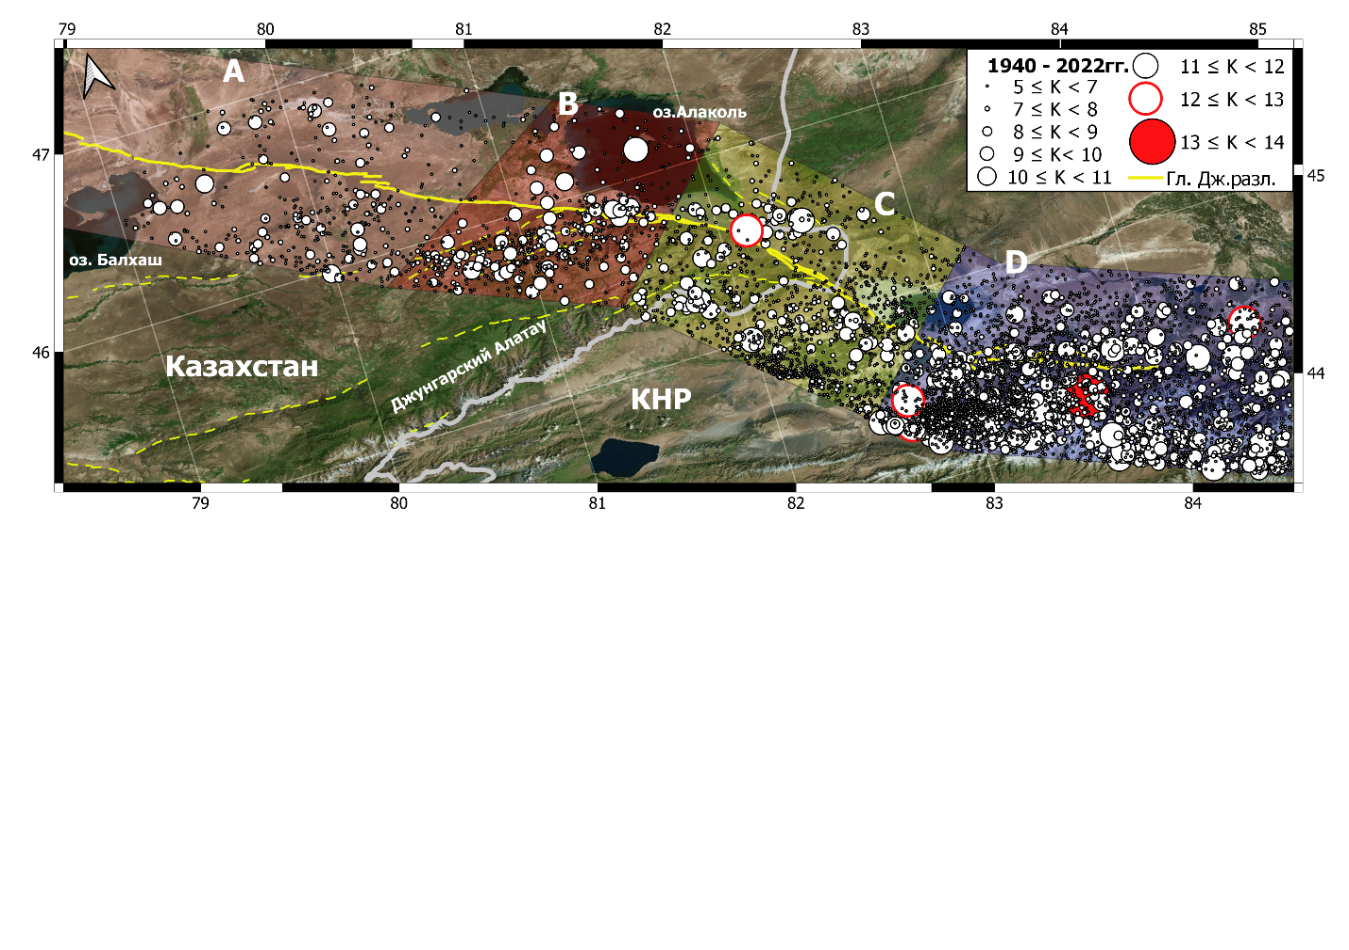 79 80 81 82 83 84 85
A
B
C
D
1940 - 2022гг.
5 ≤ K < 7
7 ≤ K < 8
8 ≤ K < 9
9 ≤ K< 10
10 ≤ K < 11
11 ≤ K < 12
12 ≤ K < 13
13 ≤ K < 14
Гл. Дж.разл.
оз.Алаколь
47
45
оз. Балхаш
46
44
Казахстан
Джунгарский Алатау
КНР
79 80 81 82 83 84